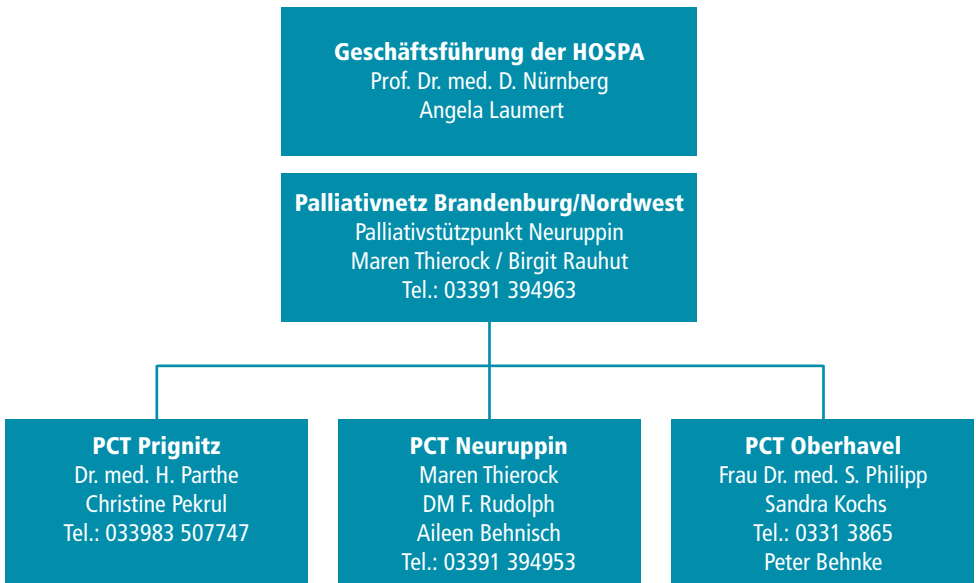 Geschäftsführung der HOSPA
Prof. Dr. med. D. Nürnberg
Angela Laumert
Palliativnetz Brandenburg/Nordwest
Palliativstützpunkt Neuruppin
Maren Thierock / Birgit Rauhut
Tel.: 03391 394963
PCT Prignitz
Dr. med. H. Parthe
Christine Pekrul
Tel.: 033983 507747
PCT Neuruppin
Maren Thierock
DM F. Rudolph
Aileen Behnisch
Tel.: 03391 394953
PCT Oberhavel
Frau Dr. med. S. Philipp
Sandra Kochs
Tel.: 0331 3865
Peter Behnke